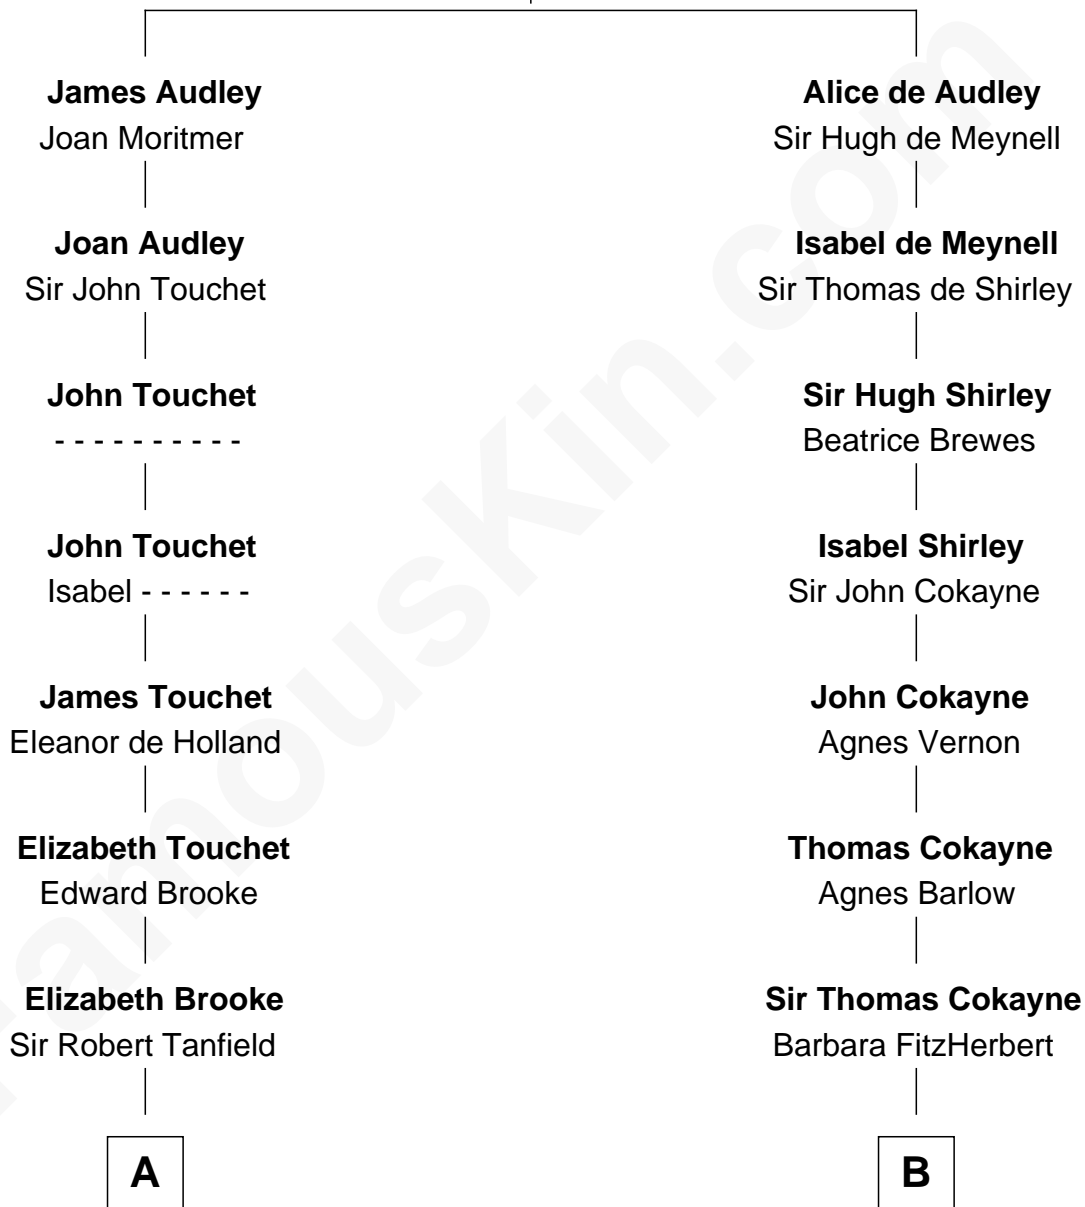 James Audley
Joan Moritmer
Joan Audley
Sir John Touchet
John Touchet
- - - - - - - - - -
John Touchet
Isabel - - - - - -
James Touchet
Eleanor de Holland
Elizabeth Touchet
Edward Brooke
Elizabeth Brooke
Sir Robert Tanfield
A
Alice de Audley
Sir Hugh de Meynell
Isabel de Meynell
Sir Thomas de Shirley
Sir Hugh Shirley
Beatrice Brewes
Isabel Shirley
Sir John Cokayne
John Cokayne
Agnes Vernon
Thomas Cokayne
Agnes Barlow
Sir Thomas Cokayne
Barbara FitzHerbert
B
FamousKin.com